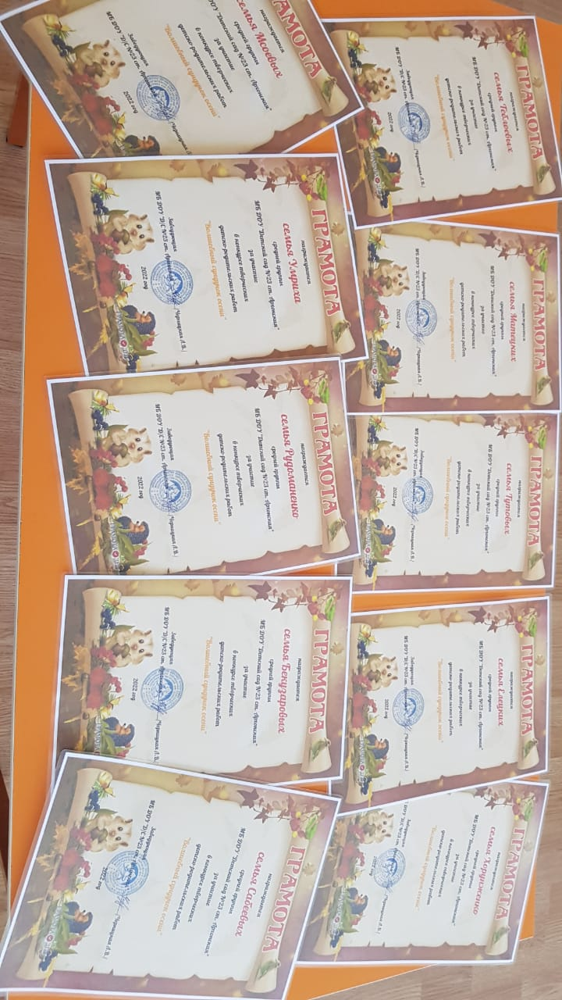 ГРАМОТА
награждается
семья Мсоевых
средней группы
МБ ДОУ "Детский сад №23 ст. Архонская"
за участие
в конкурсе творческих
детско-родительских работ
"Волшебный сундучок осени"
Заведующая
МБ ДОУ "Д/С №23 ст. Архонская
2022 год
ГРАМОТА
награждается
семья Тебловых
средней группы
МБ ДОУ "Детский сад №23 ст. Архонская"
за участие
в конкурсе творческих
детско-родительских работ
"Волшебный сундучок осени"
Заведующая
МБ ДОУ "Д/С №23 ст. Архонская
/Черницкая Л.В./
2022 год
ГРАМОТА
награждается
семья Умриха
средней группы
МБ ДОУ "Детский сад №23 ст. Архонская"
за участие
в конкурсе творческих
детско-родительских работ
"Волшебный сундучок осени"
Заведующая
МБ ДОУ "Д/С №23 ст. Архонская
/Черницкая Л.В./
2022 год
ГРАМОТА
награждается
семья Матецких
средней группы
МБ ДОУ "Детский сад №23 ст. Архонская"
за участие
в конкурсе творческих
детско-родительских работ
"Волшебный сундучок осени"
Заведующая
МБ ДОУ "Д/С №23 ст. Архонская
/Черницкая Л.В./
2022 год
ГРАМОТА
награждается
семья Рудоманенко
средней группы
МБ ДОУ "Детский сад №23 ст. Архонская"
за участие
в конкурсе творческих
детско-родительских работ
"Волшебный сундучок осени"
Заведующая
МБ ДОУ "Д/С №23 ст. Архонская
/Черницкая Л.В./
2022 год
ГРАМОТА
награждается
семья Тутовых
средней группы
МБ ДОУ "Детский сад №23 ст. Архонская"
за участие
в конкурсе творческих
детско-родительских работ
"Волшебный сундучок осени"
Заведующая
МБ ДОУ "Д/С №23 ст. Архонская
/Черницкая Л.В./
2022 год
ГРАМОТА
награждается
семья Бекузаровых
средней группы
МБ ДОУ "Детский сад №23 ст. Архонская"
за участие
в конкурсе творческих
детско-родительских работ
"Волшебный сундучок осени"
Заведующая
МБ ДОУ "Д/С №23 ст. Архонская
/Черницкая Л.В./
2022 год
ГРАМОТА
награждается
семья Елецких
средней группы
МБ ДОУ "Детский сад №23 ст. Архонская"
за участие
в конкурсе творческих
детско-родительских работ
"Волшебный сундучок осени"
Заведующая
МБ ДОУ "Д/С №23 ст. Архонская
/Черницкая Л.В./
2022 год
ГРАМОТА
награждается
семья Сабеевых
средней группы
МБ ДОУ "Детский сад №23 ст. Архонская"
за участие
в конкурсе творческих
детско-родительских работ
"Волшебный сундучок осени"
Заведующая
МБ ДОУ "Д/С №23 ст. Архонская
/Черницкая Л.В./
2022 год
ГРАМОТА
награждается
семья Хоруженко
средней группы
МБ ДОУ "Детский сад №23 ст. Архонская"
за участие
в конкурсе творческих
детско-родительских работ
"Волшебный сундучок осени"
Заведующая
МБ ДОУ "Д/С №23 ст. Архонская
/Черницкая Л.В./
2022 год